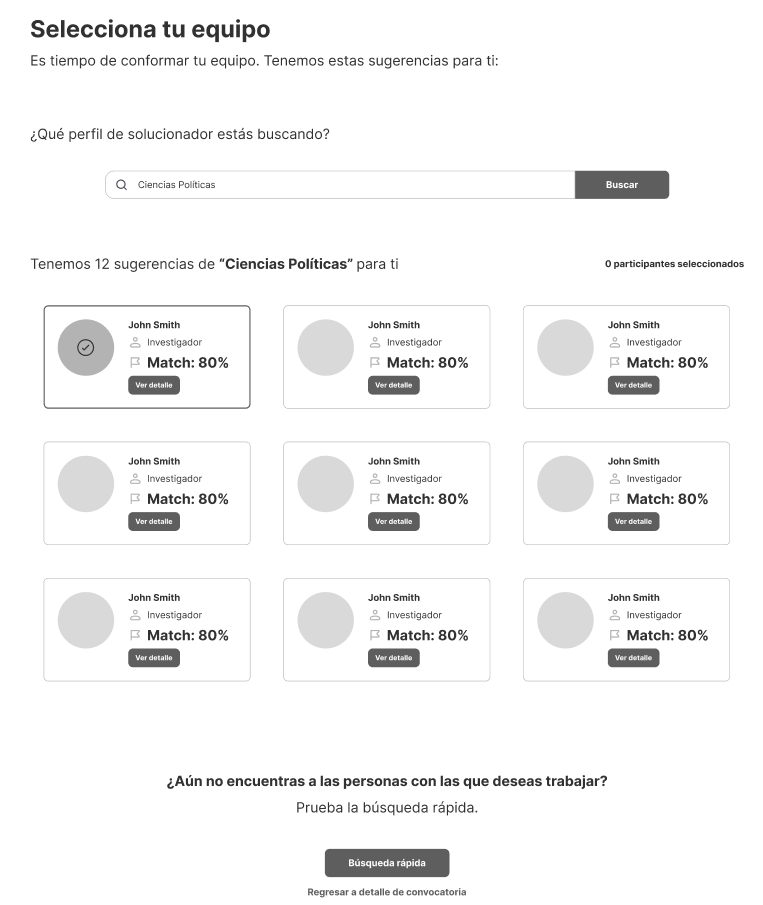 Selecciona tu equipo
Es tiempo de conformar tu equipo. Tenemos estas sugerencias para ti:
¿Qué perfil de solucionador estás buscando?
Ciencias Políticas
Buscar
Tenemos 12 sugerencias de “Ciencias Políticas” para ti
0 participantes seleccionados
John Smith
Investigador
Match: 80%
Ver detalle
John Smith
Investigador
Match: 80%
Ver detalle
John Smith
Investigador
Match: 80%
Ver detalle
John Smith
Investigador
Match: 80%
Ver detalle
John Smith
Investigador
Match: 80%
Ver detalle
John Smith
Investigador
Match: 80%
Ver detalle
John Smith
Investigador
Match: 80%
Ver detalle
John Smith
Investigador
Match: 80%
Ver detalle
John Smith
Investigador
Match: 80%
Ver detalle
¿Aún no encuentras a las personas con las que deseas trabajar?
Prueba la búsqueda rápida.
Búsqueda rápida
Regresar a detalle de convocatoria